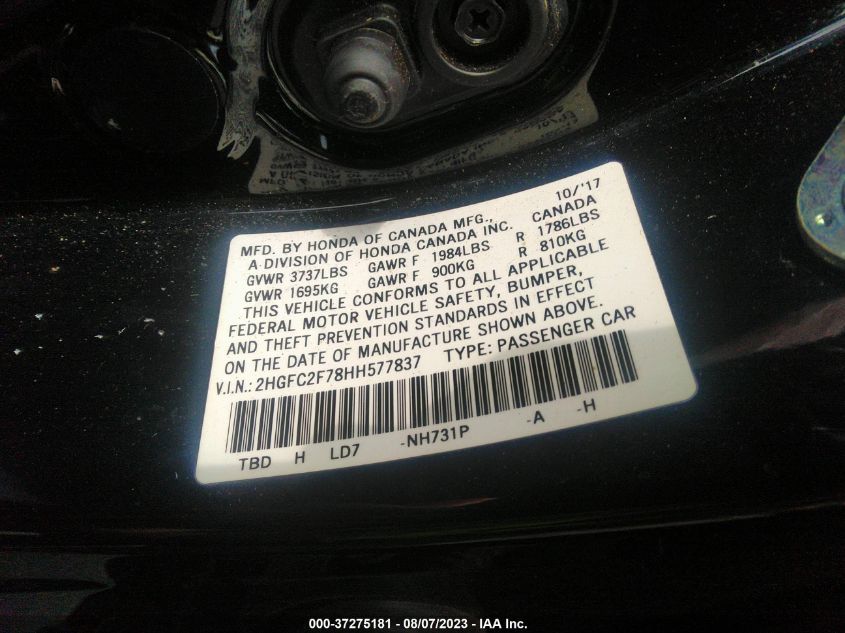 10/'17
MFD. BY HONDA OF CANADA MFG.,
A DIVISION OF HONDA CANADA INC. CANADA
GVWR 3737LBS GAWR F 1984LBS R 1786LBS
GVWR 1695KG GAWR F 900KG R 810KG
THIS VEHICLE CONFORMS TO ALL APPLICABLE
FEDERAL MOTOR VEHICLE SAFETY, BUMPER,
AND THEFT PREVENTION STANDARDS IN EFFECT
ON THE DATE OF MANUFACTURE SHOWN ABOVE.
V.I.N.: 2HGFC2F78HH577837 TYPE: PASSENGER CAR
TBD H LD7 -NH731P -A -H
000-37275181 - 08/07/2023 - IAA Inc.